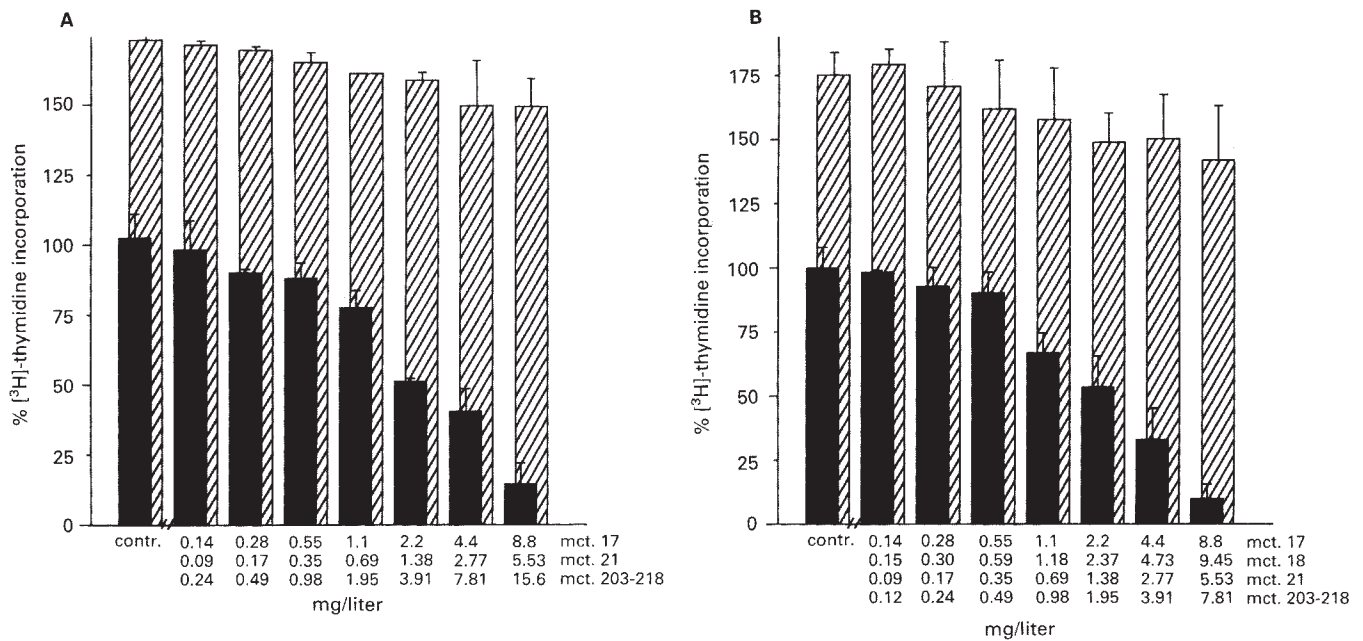 A
% [³H]-thymidine incorporation
150
125
100
75
50
25
0
contr. 0.14 0.28 0.55 1.1 2.2 4.4 8.8 mct. 17
0.09 0.17 0.35 0.69 1.38 2.77 5.53 mct. 21
0.24 0.49 0.98 1.95 3.91 7.81 15.6 mct. 203-218
mg/liter
B
% [³H]-thymidine incorporation
175
150
125
100
75
50
25
0
contr. 0.14 0.28 0.55 1.1 2.2 4.4 8.8 mct. 17
0.15 0.30 0.59 1.18 2.37 4.73 9.45 mct. 18
0.09 0.17 0.35 0.69 1.38 2.77 5.53 mct. 21
0.12 0.24 0.49 0.98 1.95 3.91 7.81 mct. 203-218
mg/liter